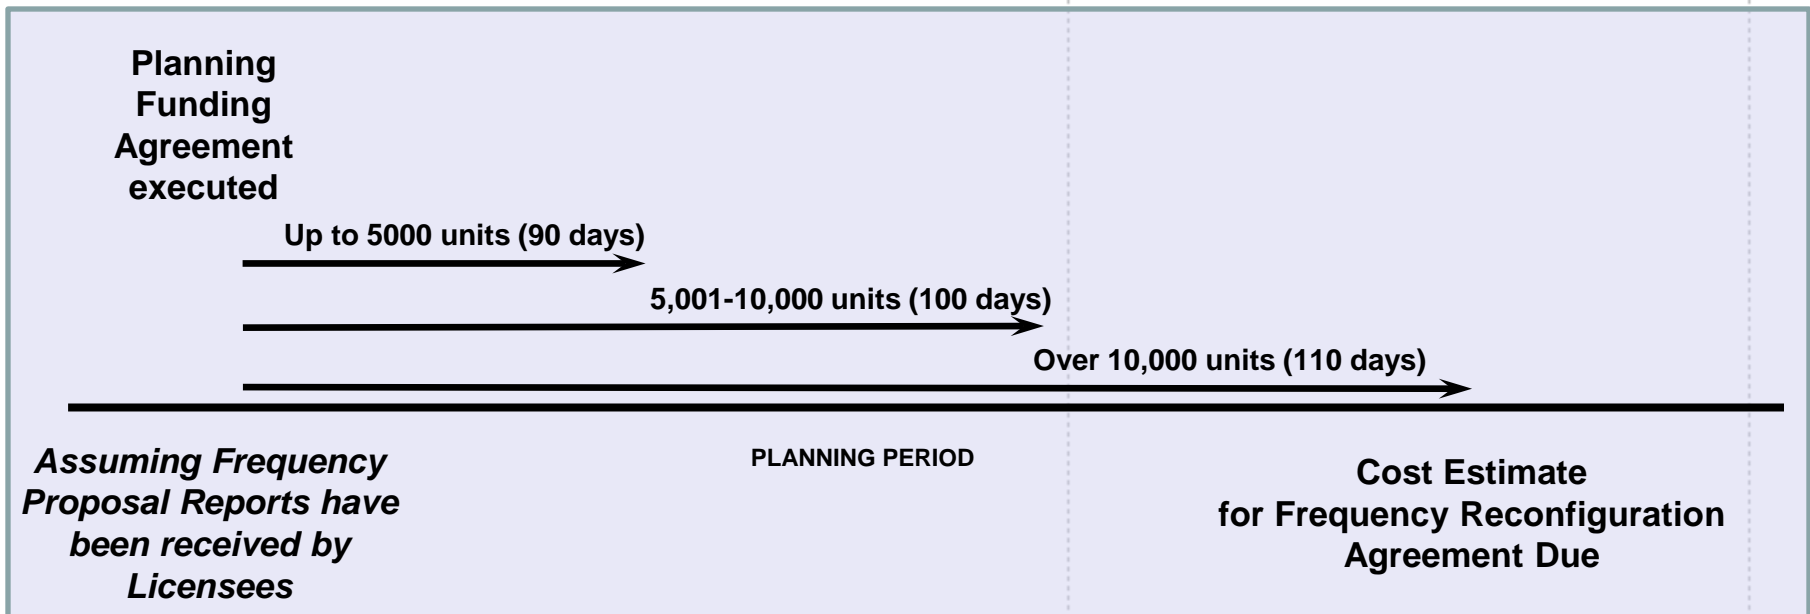 Planning
Funding
Agreement
executed
Up to 5000 units (90 days)
5,001-10,000 units (100 days)
Over 10,000 units (110 days)
Assuming Frequency
Proposal Reports have
been received by
Licensees
PLANNING PERIOD
Cost Estimate
for Frequency Reconfiguration
Agreement Due